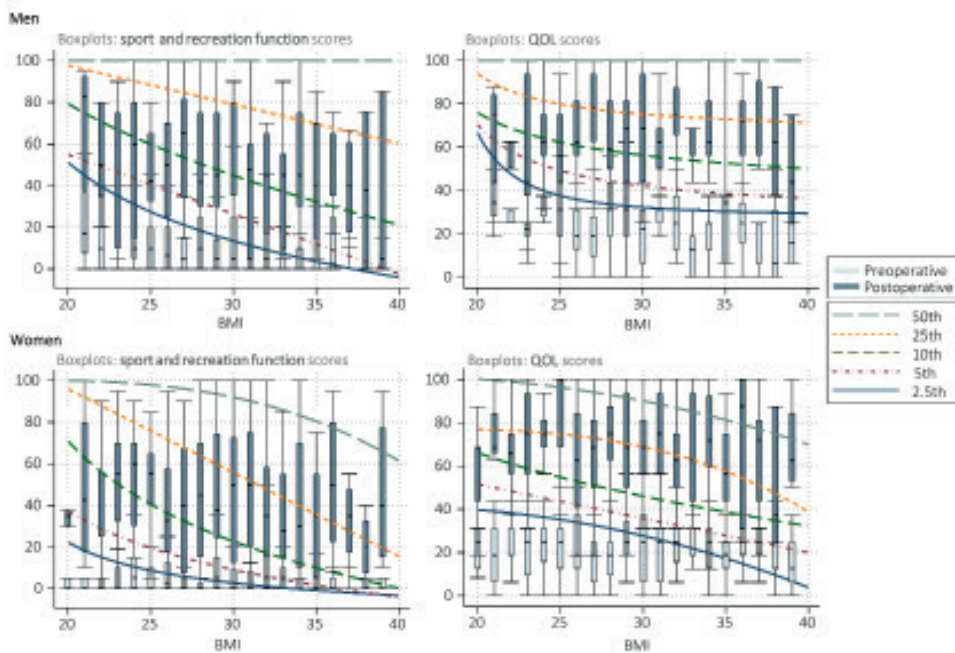 Men
Boxplots: sport and recreation function scores
Boxplots: QOL scores
100
80
60
40
20
0
20 25 30 35 40
BMI
100
80
60
40
20
0
20 25 30 35 40
BMI
Preoperative
Postoperative
50th
25th
10th
5th
2.5th
Women
Boxplots: sport and recreation function scores
Boxplots: QOL scores
100
80
60
40
20
0
20 25 30 35 40
BMI
100
80
60
40
20
0
20 25 30 35 40
BMI